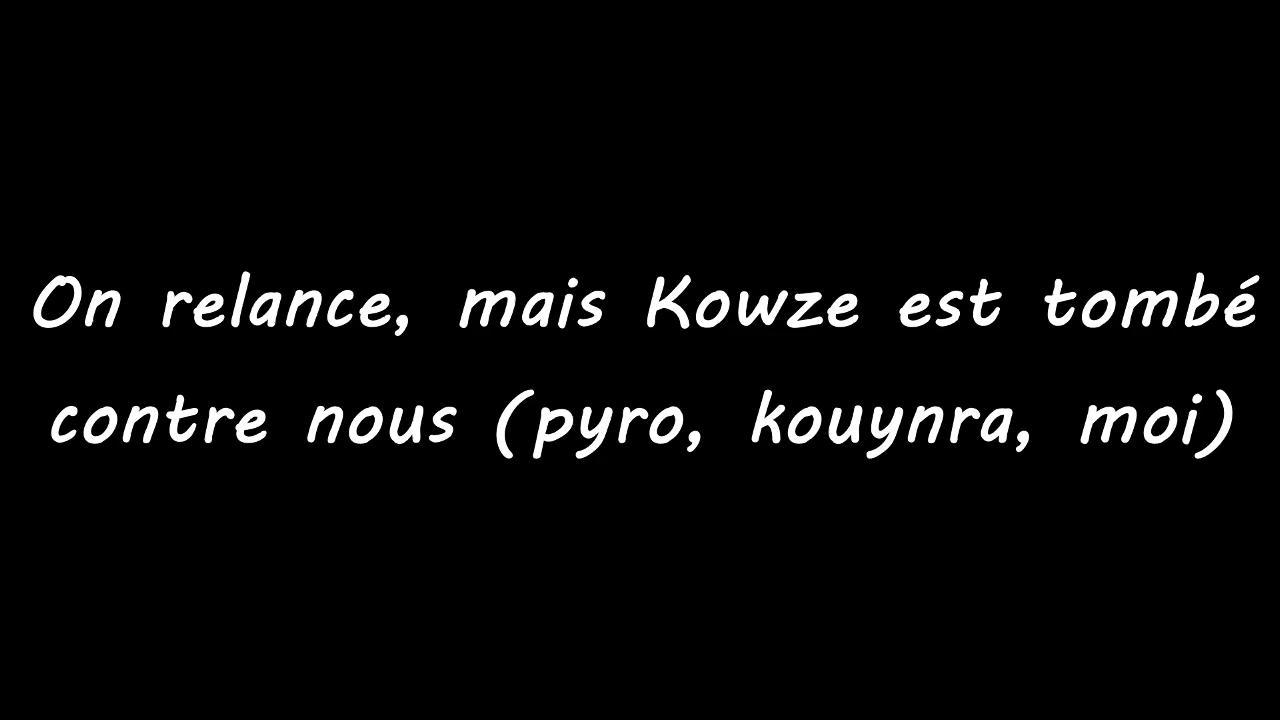 On relance, mais Kowze est tombé
contre nous (pyro, kouynra, moi)